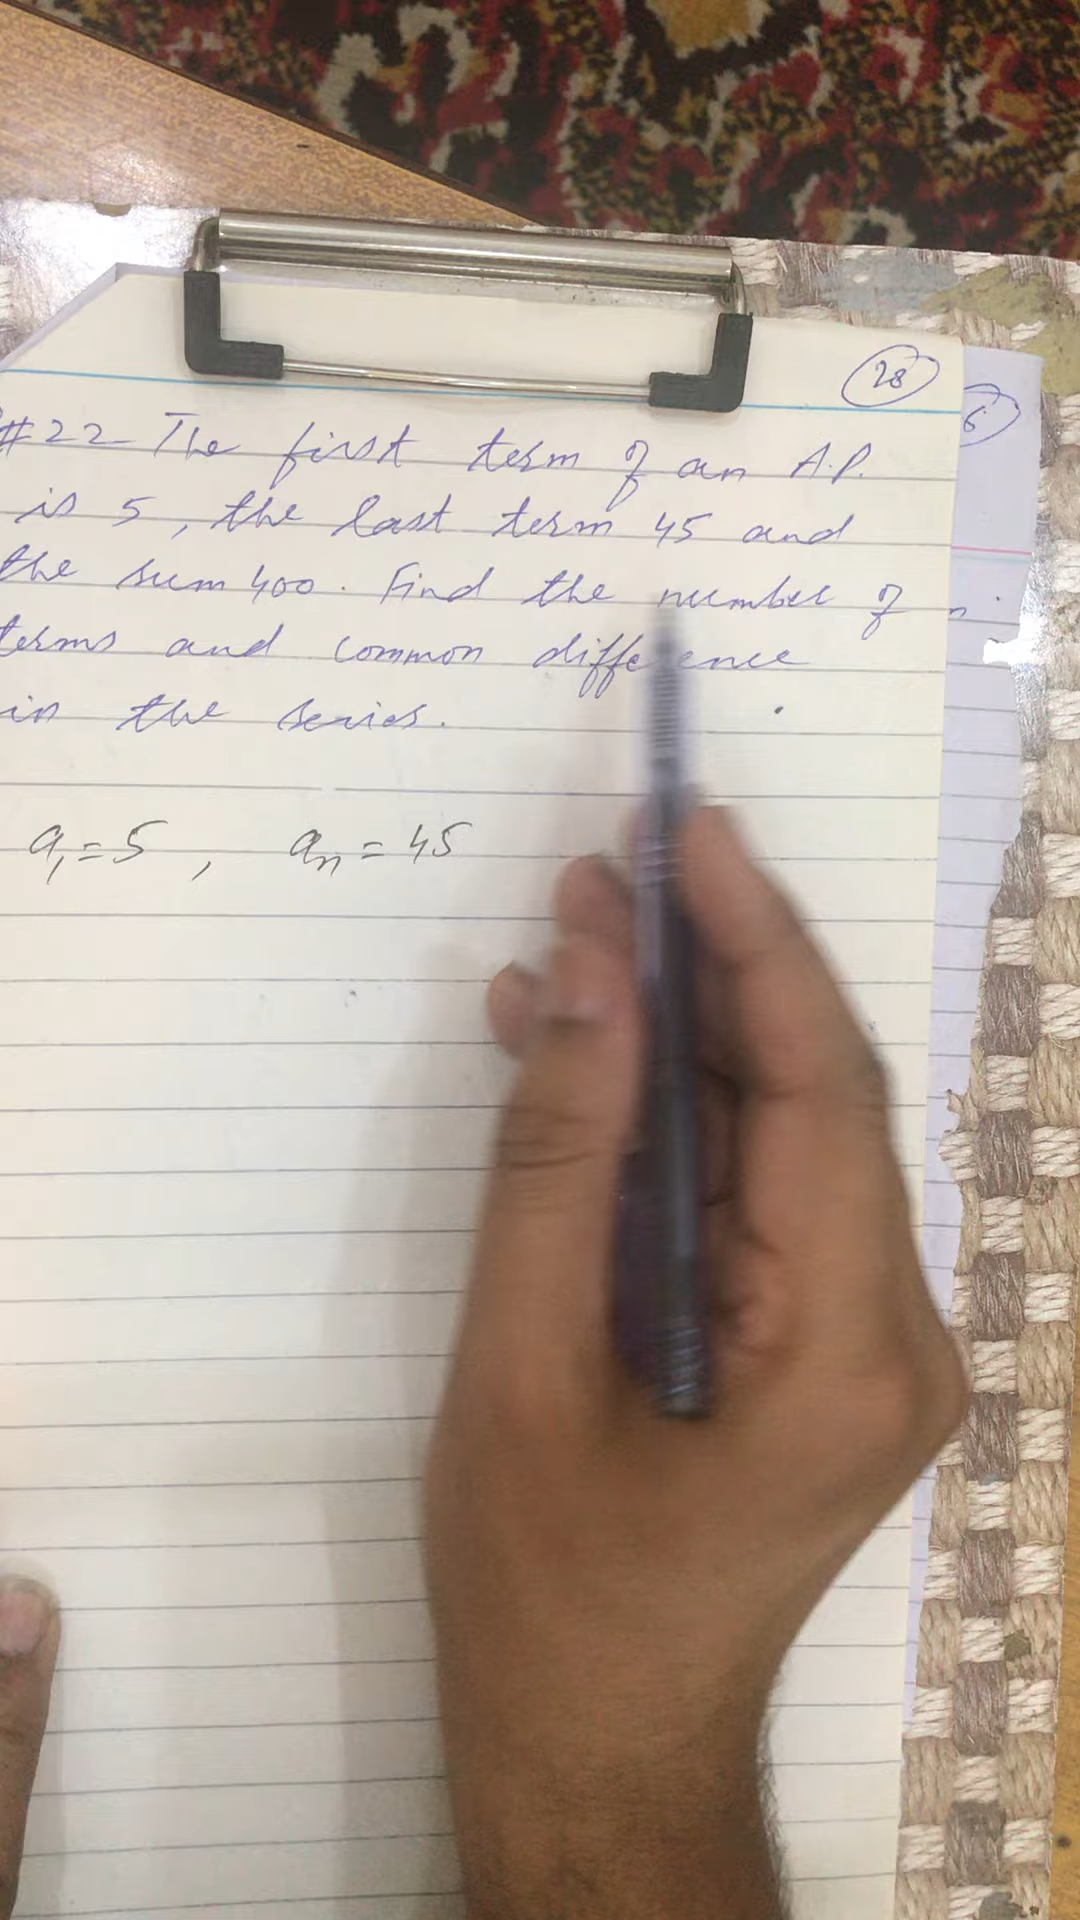 28
6
#22 The first term of an A.P.
is 5, the last term 45 and
the sum 400. Find the number of
terms and common difference
in the series.
a₁ = 5 , aₙ = 45